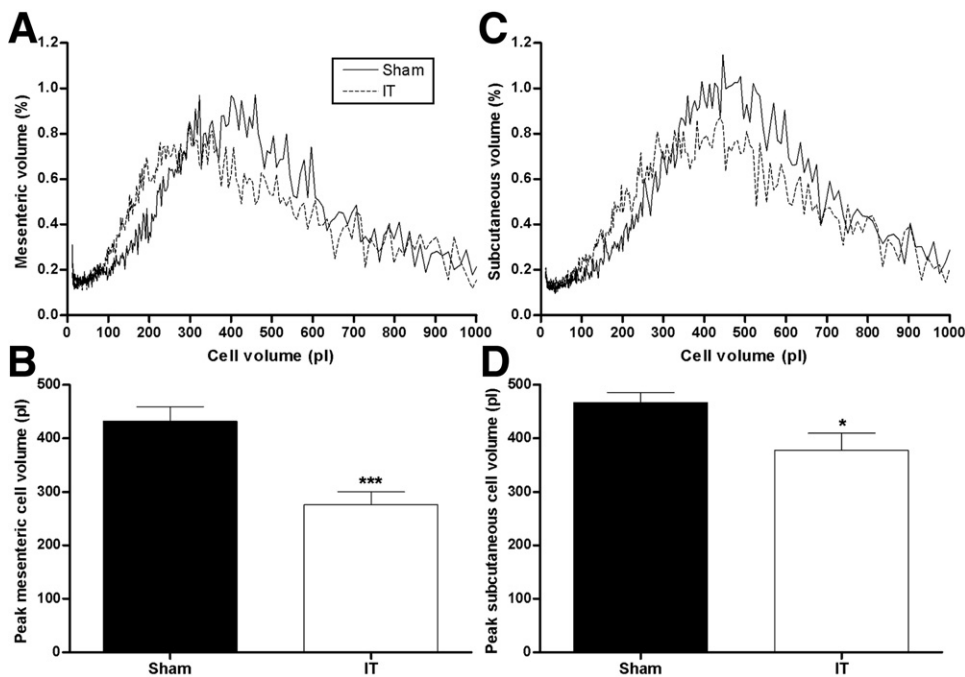 A
Mesenteric volume (%)
1.2
1.0
0.8
0.6
0.4
0.2
0.0
0 100 200 300 400 500 600 700 800 900 1000
Cell volume (pl)
Sham
IT
C
Subcutaneous volume (%)
1.2
1.0
0.8
0.6
0.4
0.2
0.0
0 100 200 300 400 500 600 700 800 900 1000
Cell volume (pl)
B
Peak mesenteric cell volume (pl)
500
400
300
200
100
0
***
Sham IT
D
Peak subcutaneous cell volume (pl)
500
400
300
200
100
0
*
Sham IT